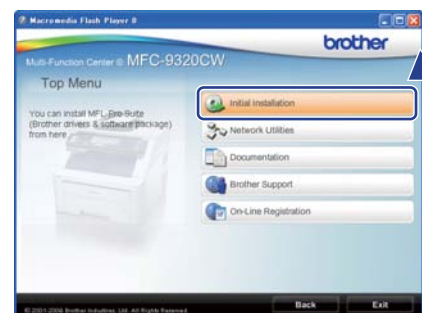 Macromedia Flash Player 8
brother
Multi-Function Center ® MFC-9320CW
Top Menu
You can install MFL-Pro Suite
(Brother drivers & software package)
from here.
Initial Installation
Network Utilities
Documentation
Brother Support
On-Line Registration
© 2001-2008 Brother Industries, Ltd. All Rights Reserved.
Back
Exit